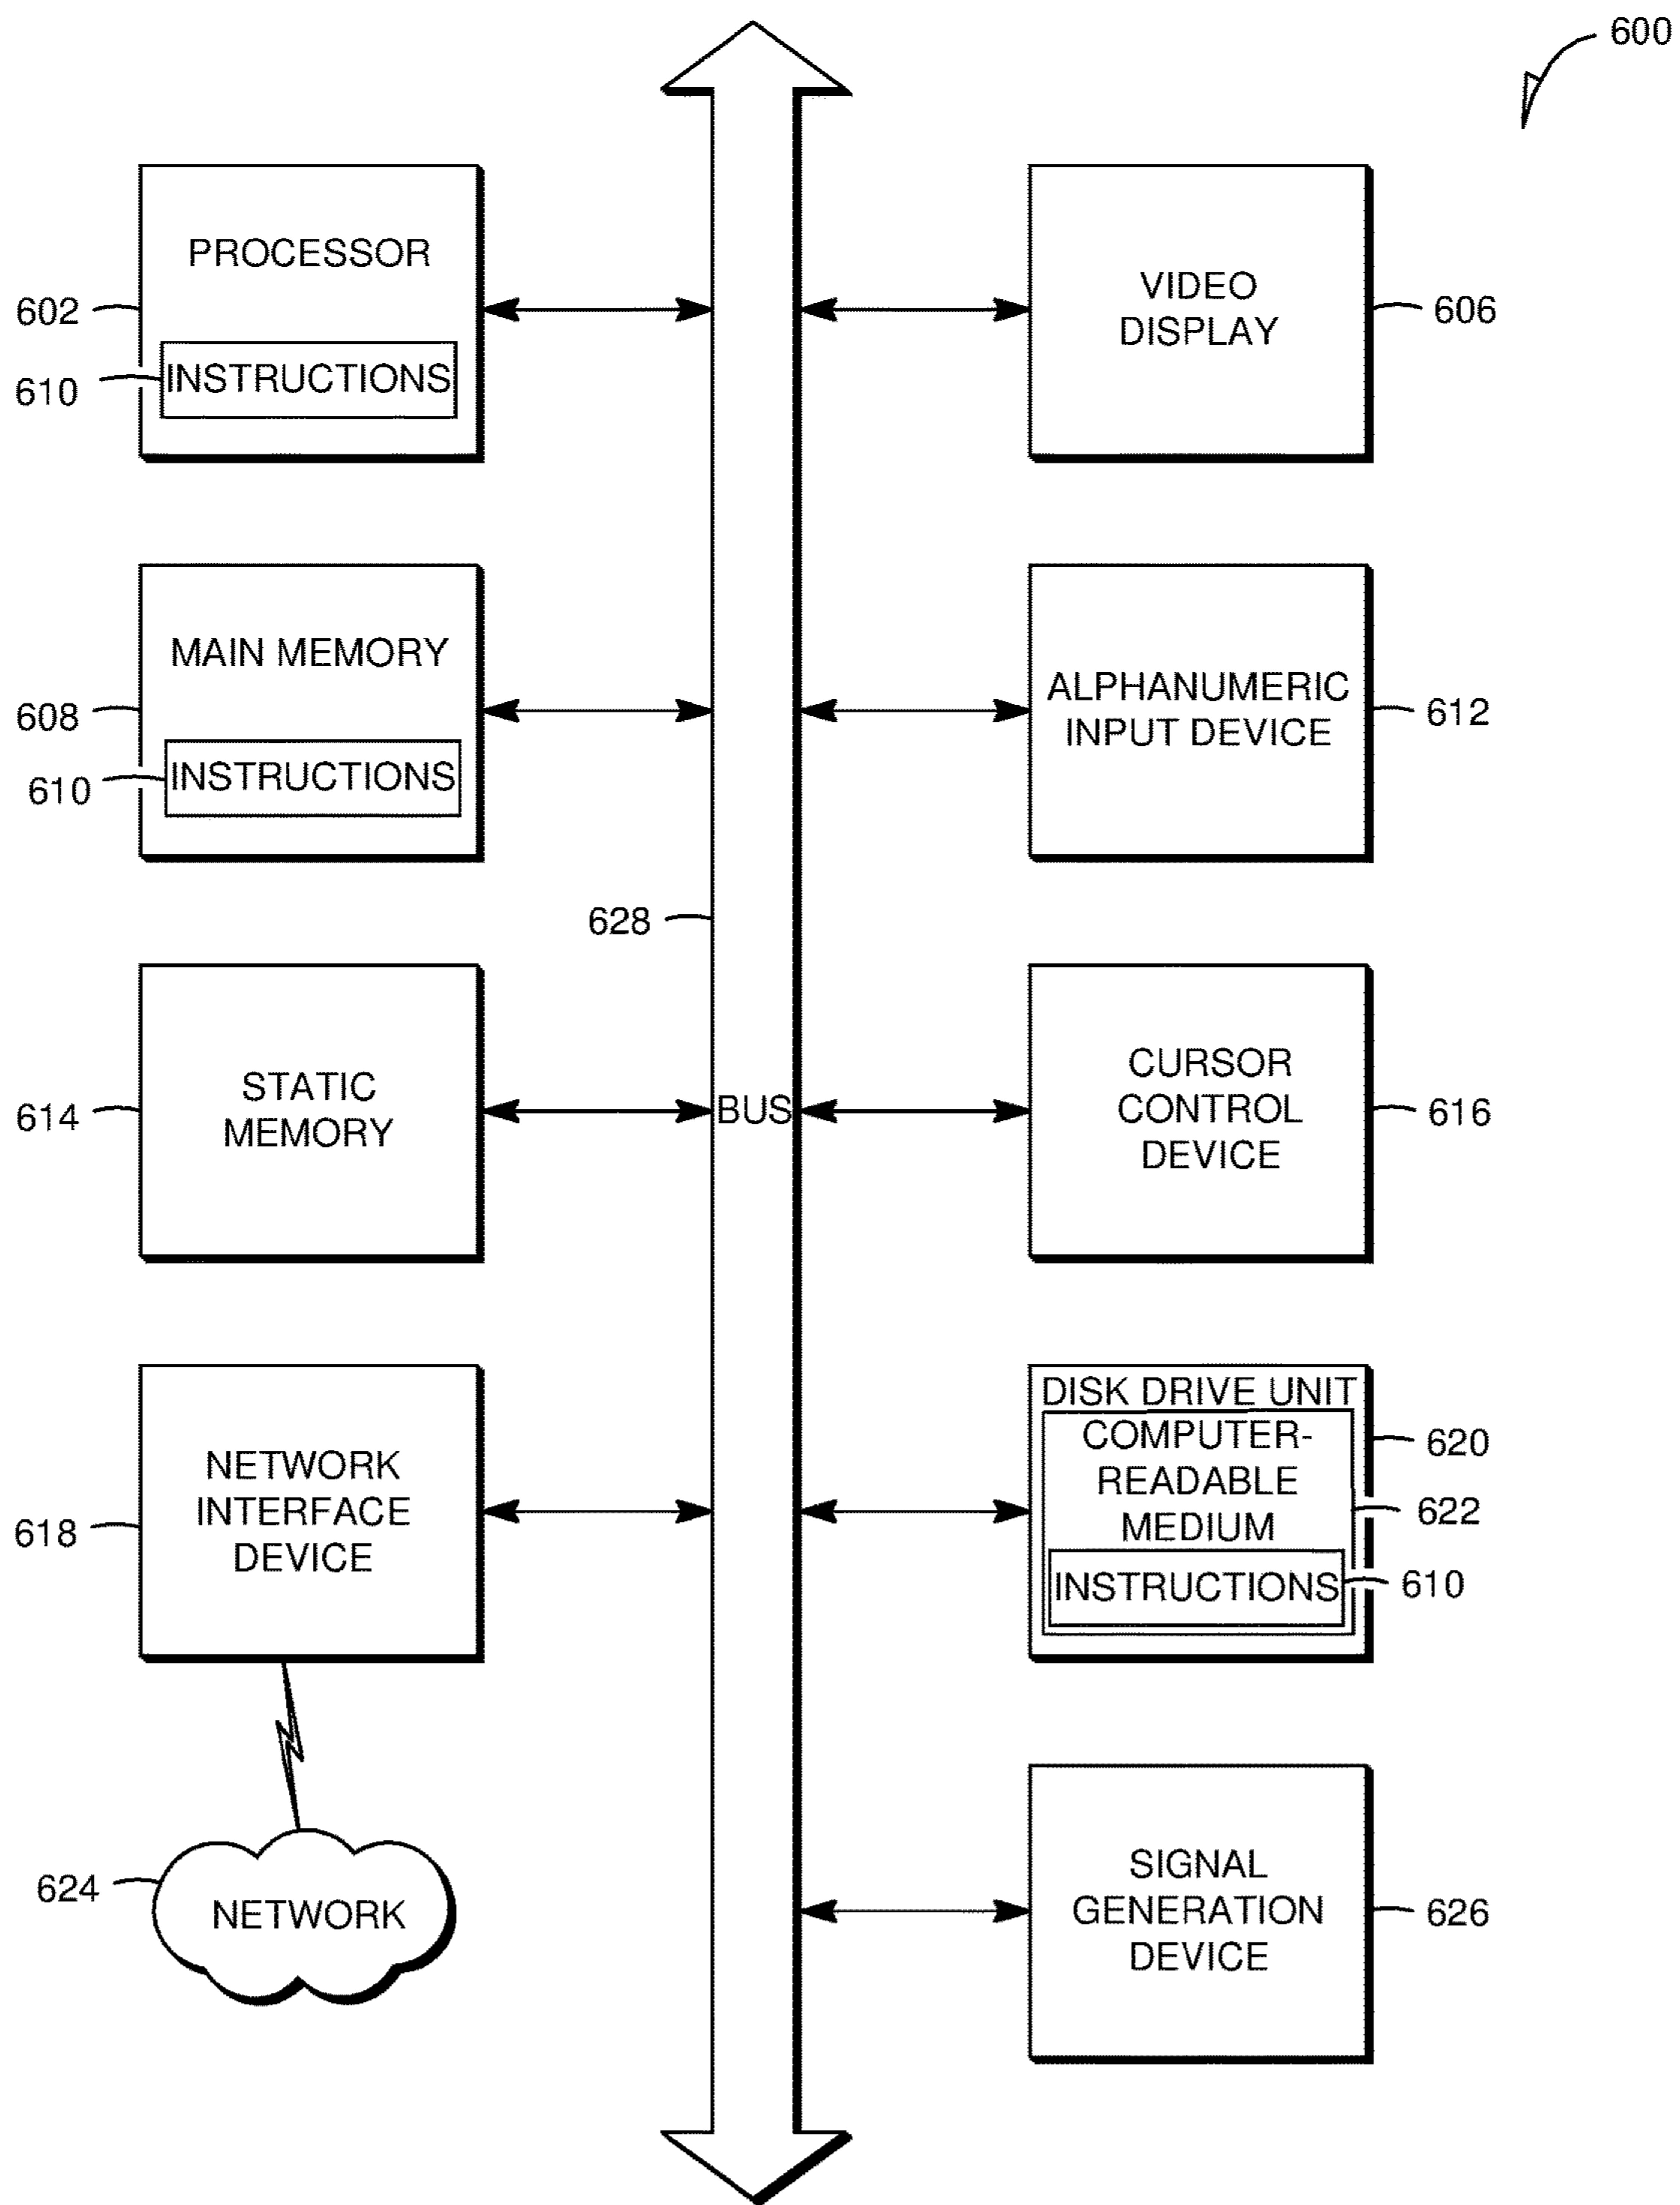 600
PROCESSOR
602
INSTRUCTIONS
610
VIDEO
DISPLAY
606
MAIN MEMORY
608
INSTRUCTIONS
610
ALPHANUMERIC
INPUT DEVICE
612
628
STATIC
MEMORY
614
BUS
CURSOR
CONTROL
DEVICE
616
NETWORK
INTERFACE
DEVICE
618
DISK DRIVE UNIT
620
COMPUTER-
READABLE
MEDIUM
622
INSTRUCTIONS
610
624
NETWORK
SIGNAL
GENERATION
DEVICE
626